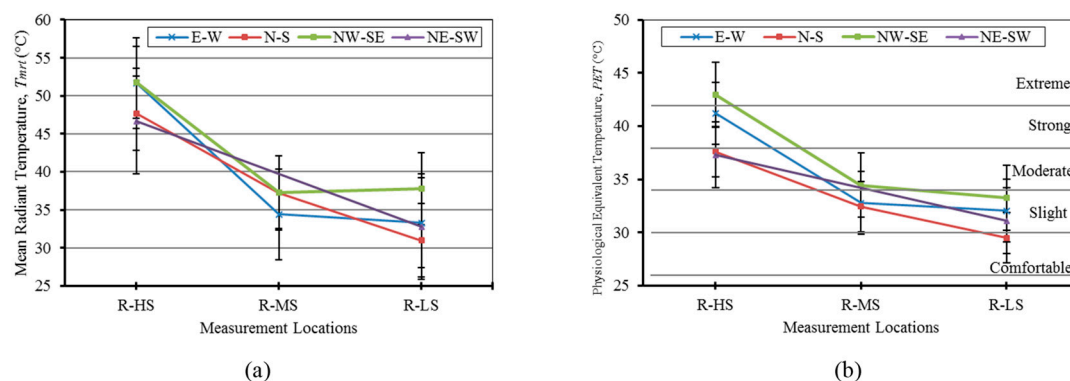 60
55
50
45
40
35
30
25
Mean Radiant Temperature, Tmrt (°C)
E-W N-S NW-SE NE-SW
R-HS R-MS R-LS
Measurement Locations
(a)
50
45
40
35
30
25
Physiological Equivalent Temperature, PET (°C)
E-W N-S NW-SE NE-SW
Extreme
Strong
Moderate
Slight
Comfortable
R-HS R-MS R-LS
Measurement Locations
(b)